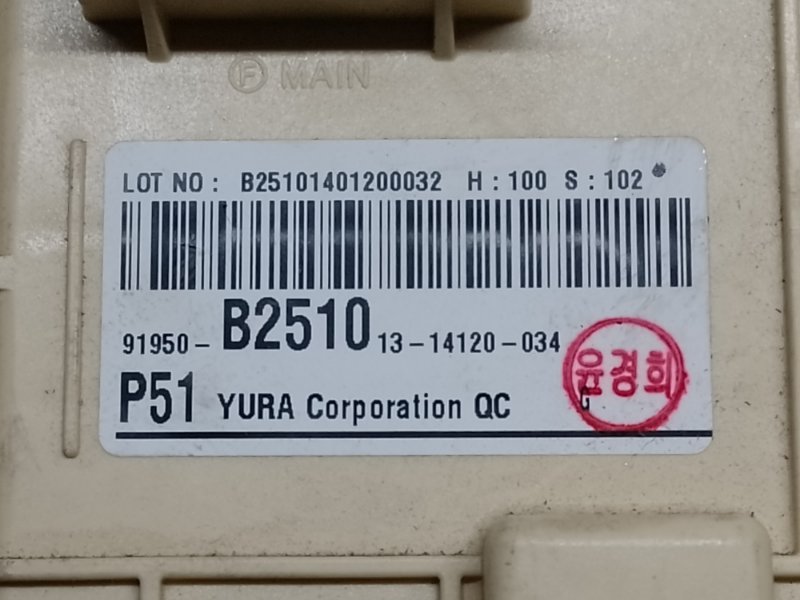 F MAIN
LOT NO : B25101401200032 H : 100 S : 102
91950- B2510 13-14120-034
P51 YURA Corporation QC G
윤경희